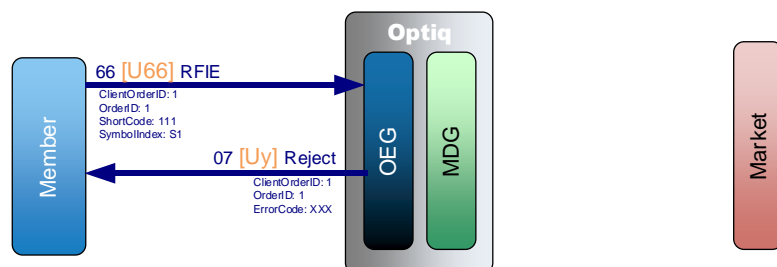 Optiq
66 [U66] RFIE
ClientOrderID: 1
OrderID: 1
ShortCode: 111
SymbolIndex: S1
Member
07 [Uy] Reject
ClientOrderID: 1
OrderID: 1
ErrorCode: XXX
OEG
MDG
Market